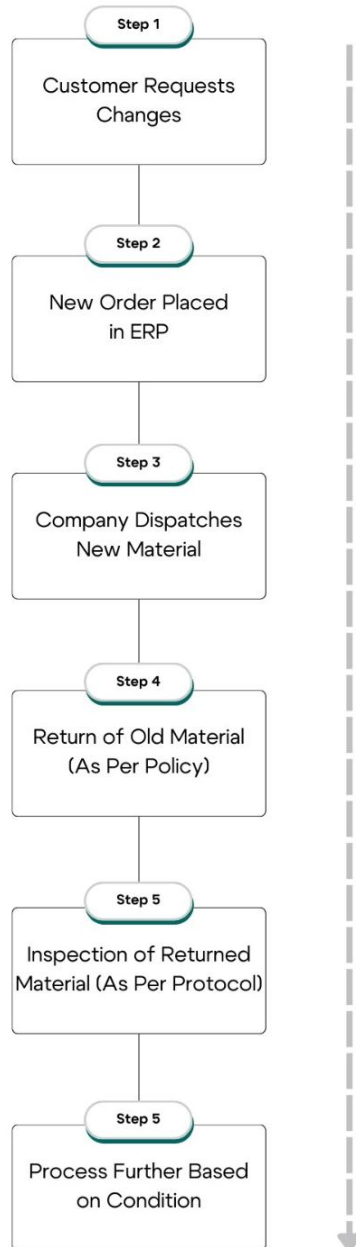 Step 1
Customer Requests
Changes
Step 2
New Order Placed
in ERP
Step 3
Company Dispatches
New Material
Step 4
Return of Old Material
(As Per Policy)
Step 5
Inspection of Returned
Material (As Per Protocol)
Step 5
Process Further Based
on Condition